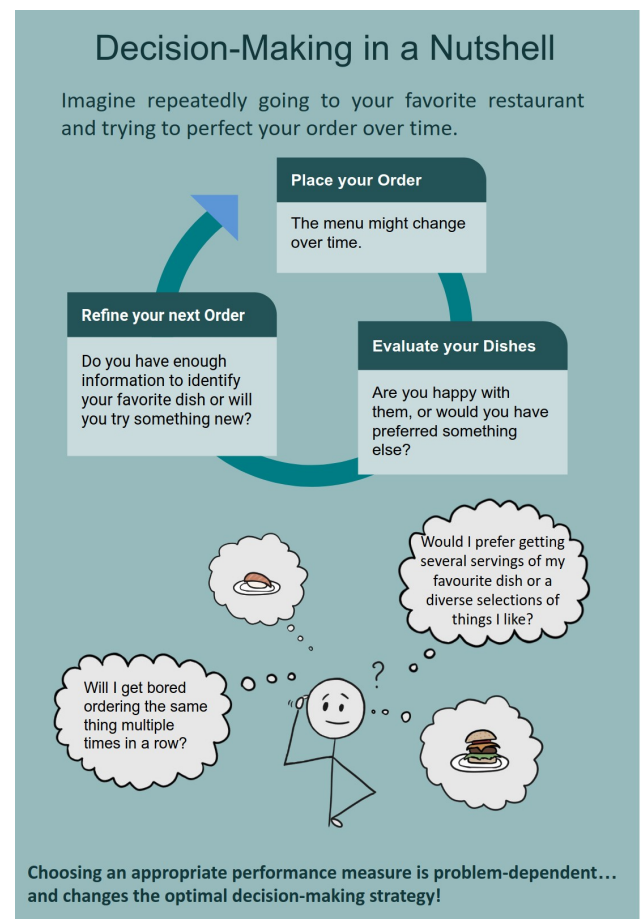 Decision-Making in a Nutshell
Imagine repeatedly going to your favorite restaurant
and trying to perfect your order over time.
Place your Order
The menu might change
over time.
Refine your next Order
Do you have enough
information to identify
your favorite dish or will
you try something new?
Evaluate your Dishes
Are you happy with
them, or would you have
preferred something
else?
Would I prefer getting
several servings of my
favourite dish or a
diverse selections of
things I like?
?
Will I get bored
ordering the same
thing multiple
times in a row?
Choosing an appropriate performance measure is problem-dependent…
and changes the optimal decision-making strategy!